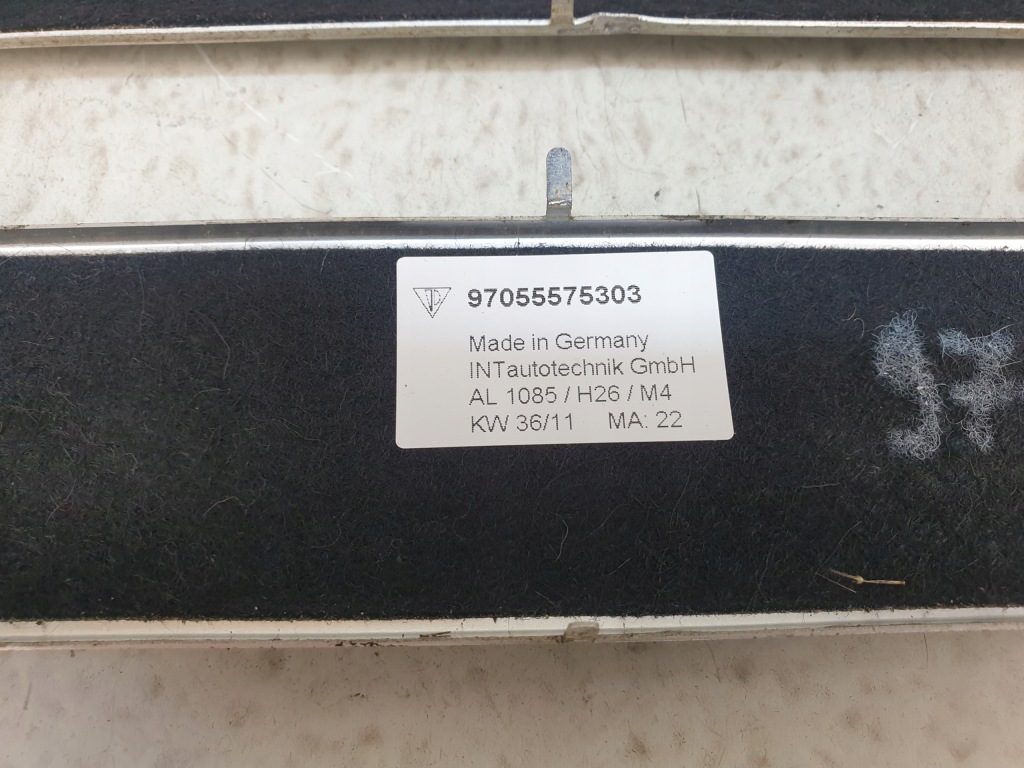 97055575303
Made in Germany
INTautotechnik GmbH
AL 1085 / H26 / M4
KW 36/11 MA: 22